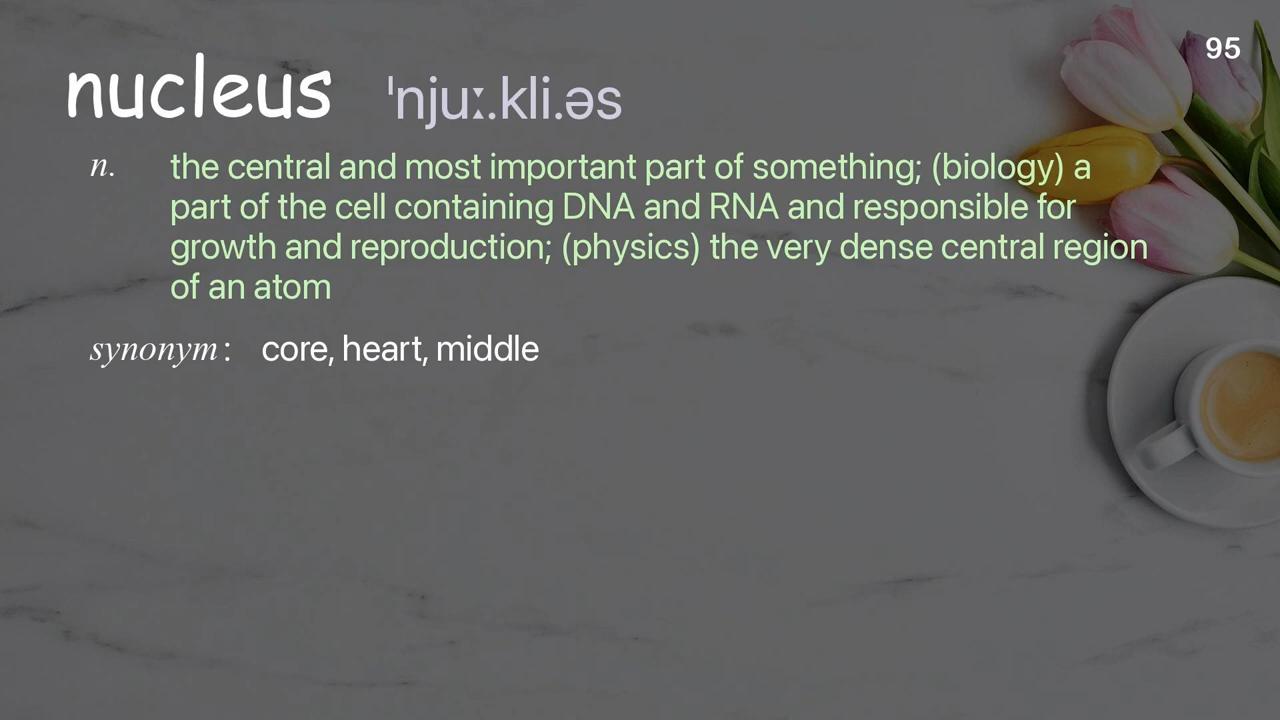 95
nucleus ˈnjuː.kli.əs
n. the central and most important part of something; (biology) a
part of the cell containing DNA and RNA and responsible for
growth and reproduction; (physics) the very dense central region
of an atom
synonym: core, heart, middle